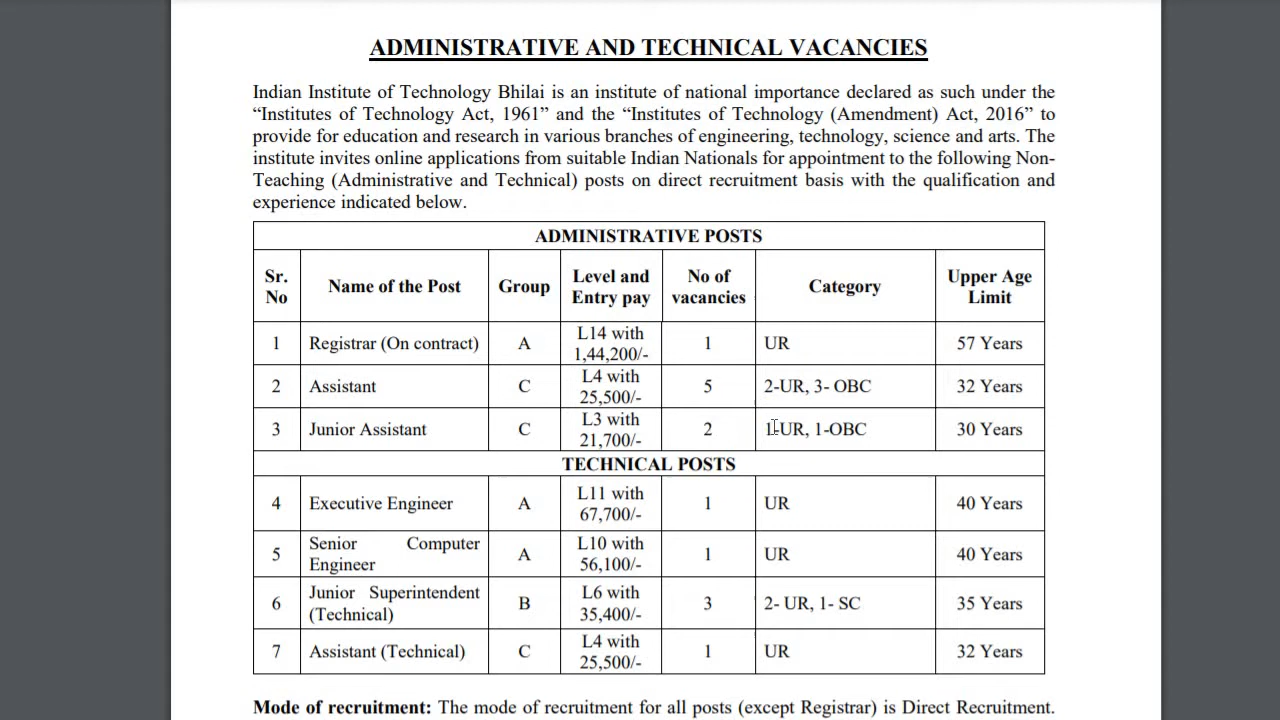 ADMINISTRATIVE AND TECHNICAL VACANCIES
Indian Institute of Technology Bhilai is an institute of national importance declared as such under the
“Institutes of Technology Act, 1961” and the “Institutes of Technology (Amendment) Act, 2016” to
provide for education and research in various branches of engineering, technology, science and arts. The
institute invites online applications from suitable Indian Nationals for appointment to the following Non-
Teaching (Administrative and Technical) posts on direct recruitment basis with the qualification and
experience indicated below.
ADMINISTRATIVE POSTS
Sr. No Name of the Post Group Level and Entry pay No of vacancies Category Upper Age Limit
1 Registrar (On contract) A L14 with 1,44,200/- 1 UR 57 Years
2 Assistant C L4 with 25,500/- 5 2-UR, 3- OBC 32 Years
3 Junior Assistant C L3 with 21,700/- 2 1-UR, 1-OBC 30 Years
TECHNICAL POSTS
4 Executive Engineer A L11 with 67,700/- 1 UR 40 Years
5 Senior Computer Engineer A L10 with 56,100/- 1 UR 40 Years
6 Junior Superintendent (Technical) B L6 with 35,400/- 3 2- UR, 1- SC 35 Years
7 Assistant (Technical) C L4 with 25,500/- 1 UR 32 Years
Mode of recruitment: The mode of recruitment for all posts (except Registrar) is Direct Recruitment.